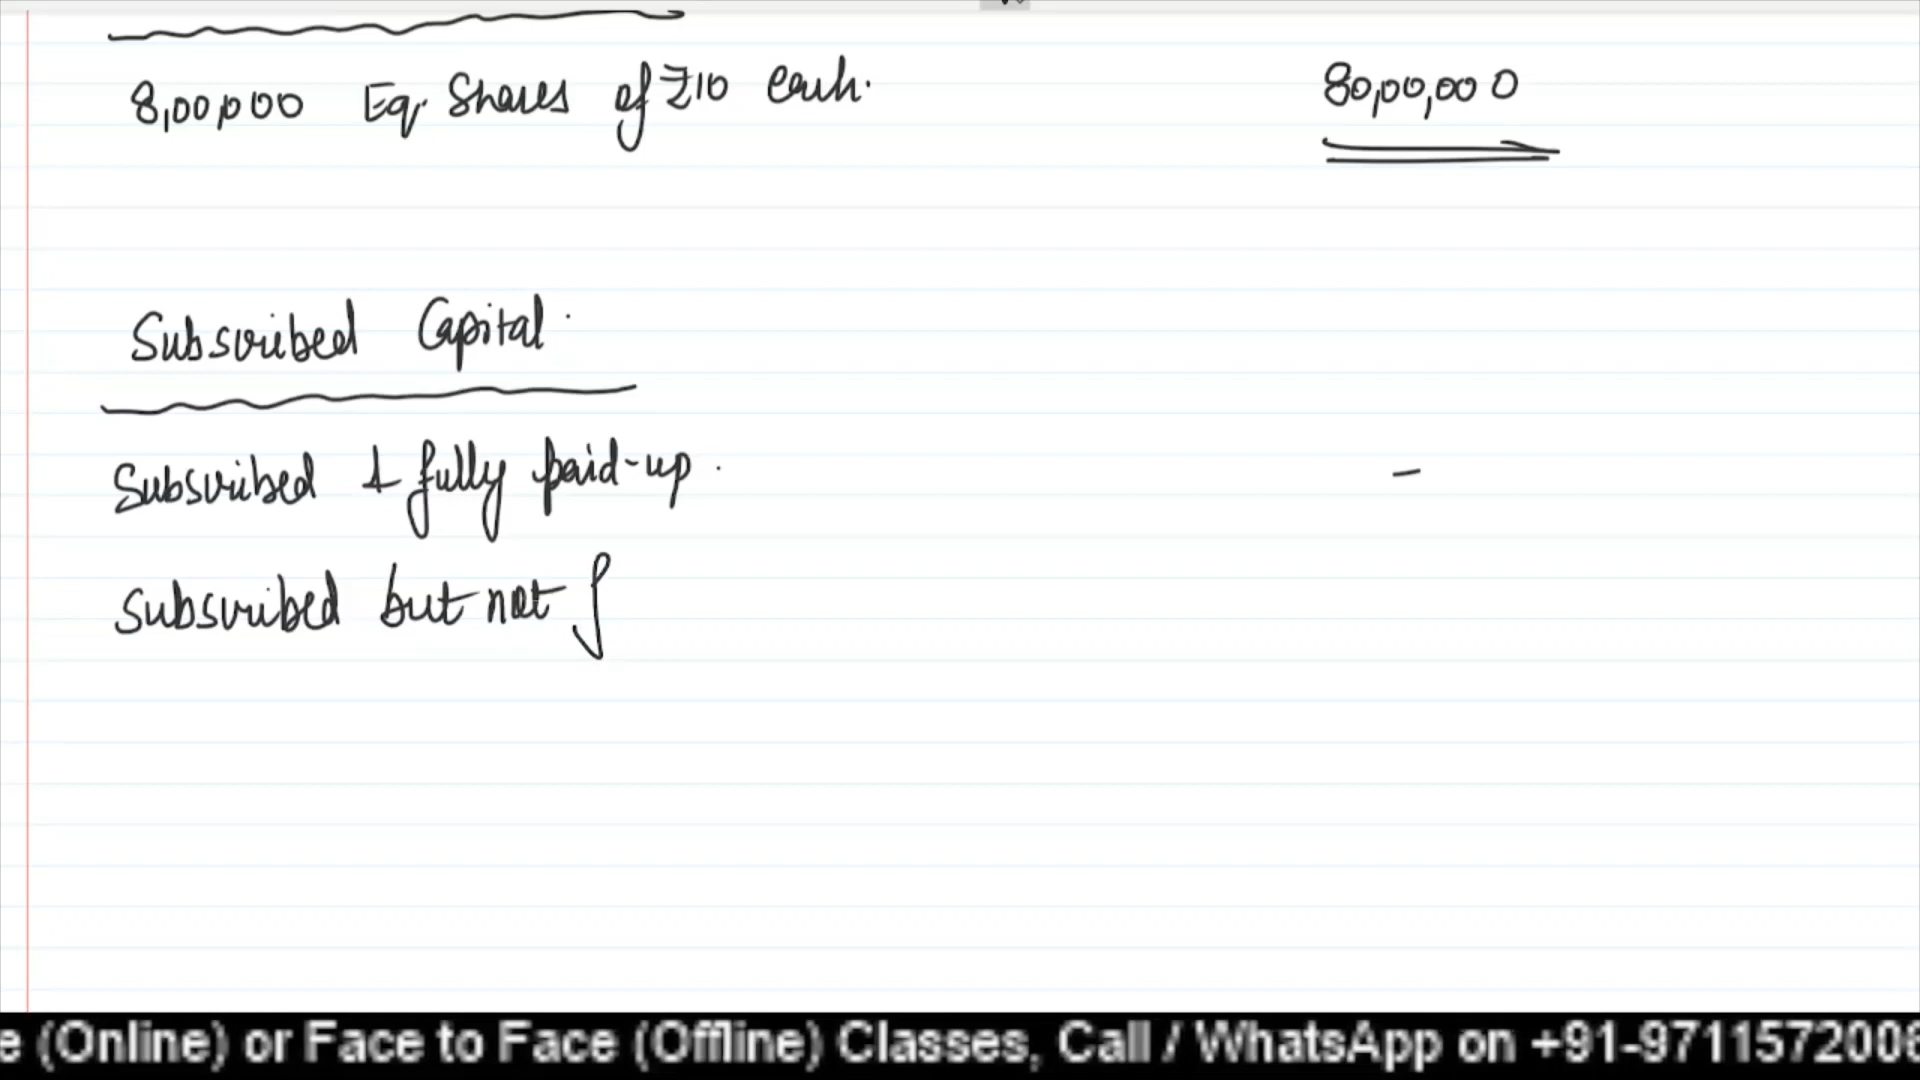 8,00,000 Eq. Shares of ₹10 each. 80,00,000
Subscribed Capital.
Subscribed & fully paid-up. -
Subscribed but not f
e (Online) or Face to Face (Offline) Classes, Call / WhatsApp on +91-9711572006